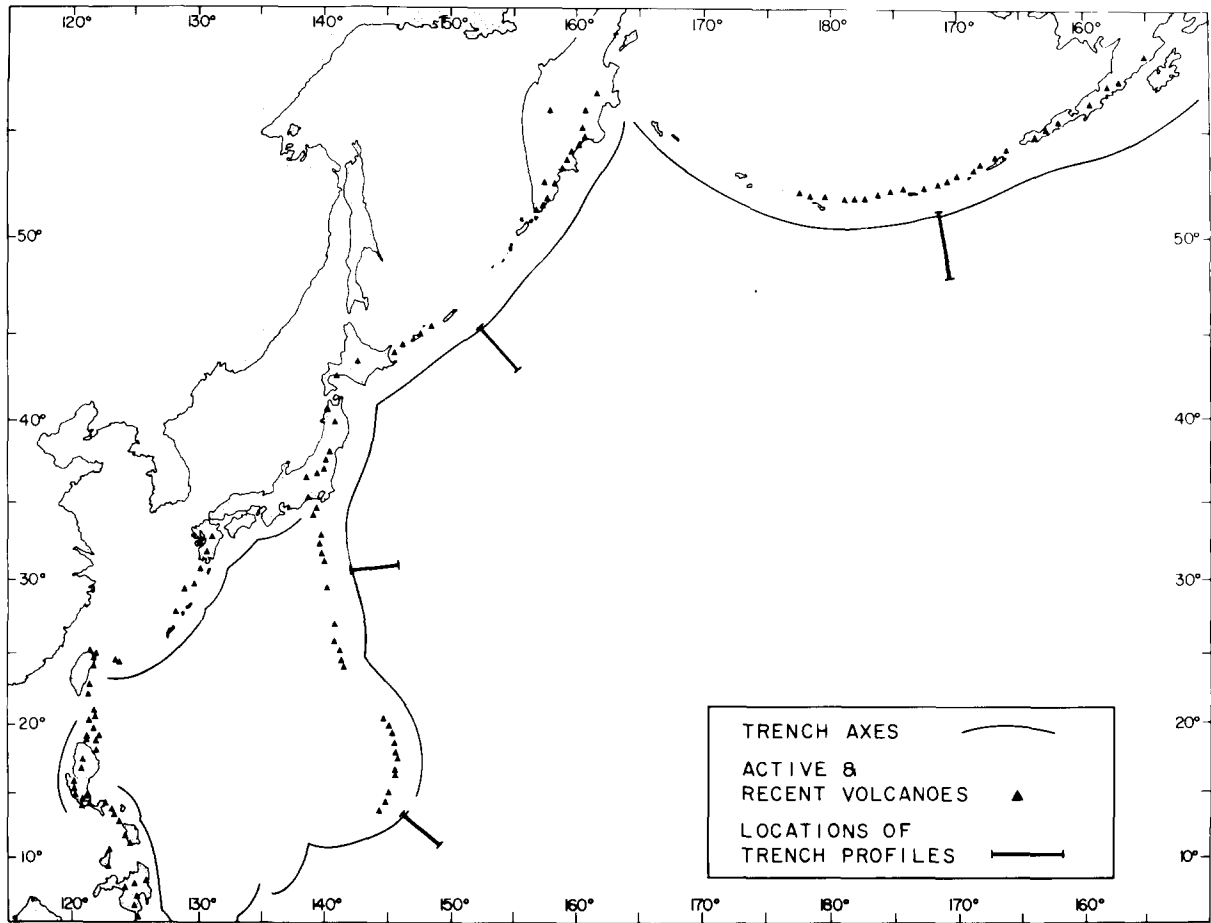 120° 130° 140° 150° 160° 170° 180° 170° 160°
50° 50°
40° 40°
30° 30°
20° 20°
10° 10°
TRENCH AXES
ACTIVE &
RECENT VOLCANOES
LOCATIONS OF
TRENCH PROFILES
120° 130° 140° 150° 160° 170° 180° 170° 160°